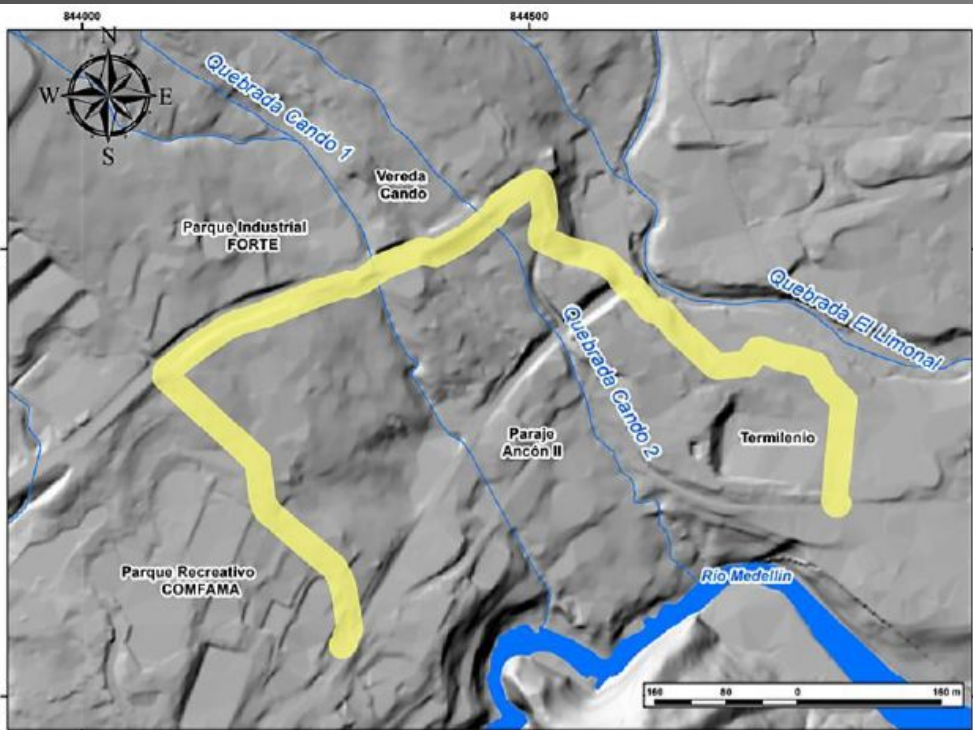 844000
844500
N
W
E
S
Quebrada Cando 1
Vereda
Cando
Parque Industrial
FORTE
Quebrada El Limonal
Quebrada Cando 2
Paraje
Ancón II
Termilenio
Parque Recreativo
COMFAMA
Río Medellín
160 80 0 160 m